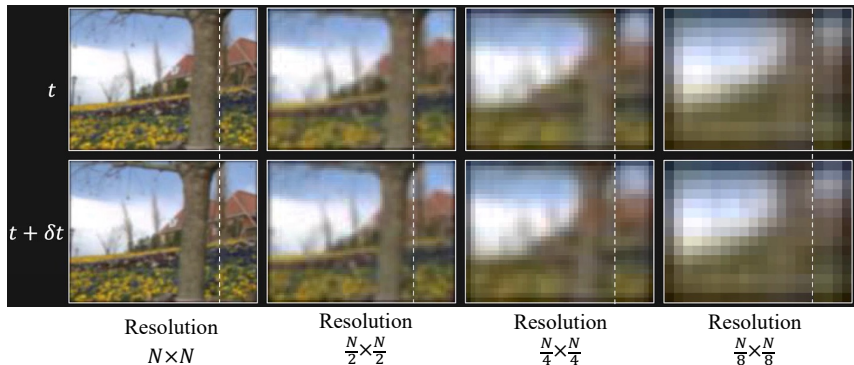 t
t + δt
Resolution Resolution Resolution Resolution
N×N N/2×N/2 N/4×N/4 N/8×N/8